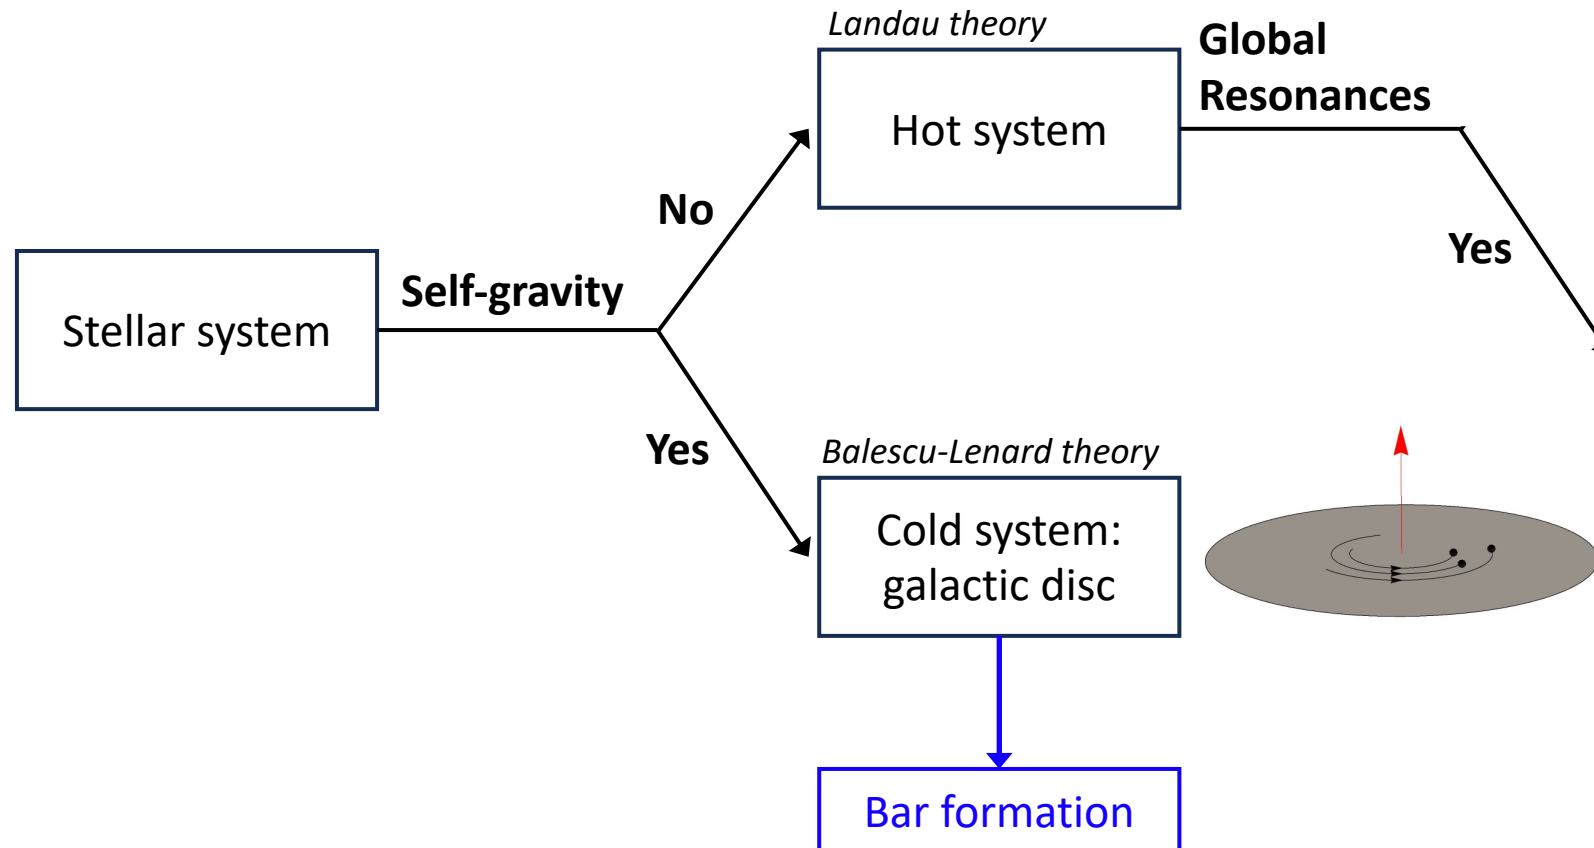 Landau theory
Global
Resonances
Hot system
No
Yes
Self-gravity
Stellar system
Yes
Balescu-Lenard theory
Cold system:
galactic disc
Bar formation